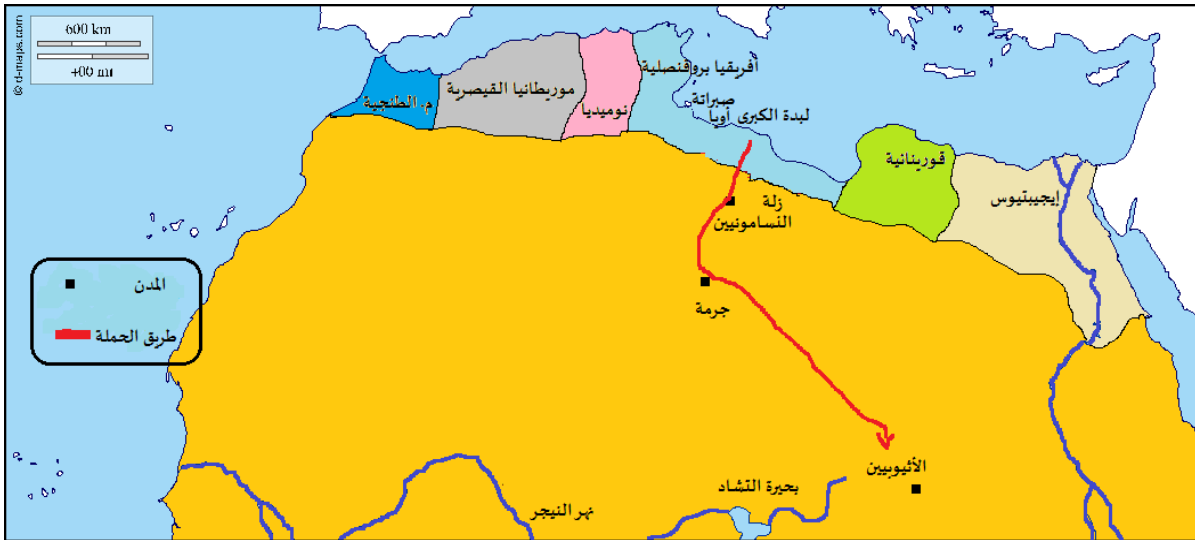 © d-maps.com
600 km
400 mi
أفريقيا بروقنصلية
صبراتة
لبدة الكبرى أويا
م. الطنجية
موريطانيا القيصرية
نوميديا
قورينائية
إيجيبتيوس
زلة
النسامونيين
جرمة
المدن
طريق الحملة
الأثيوبيين
بحيرة التشاد
نهر النيجر